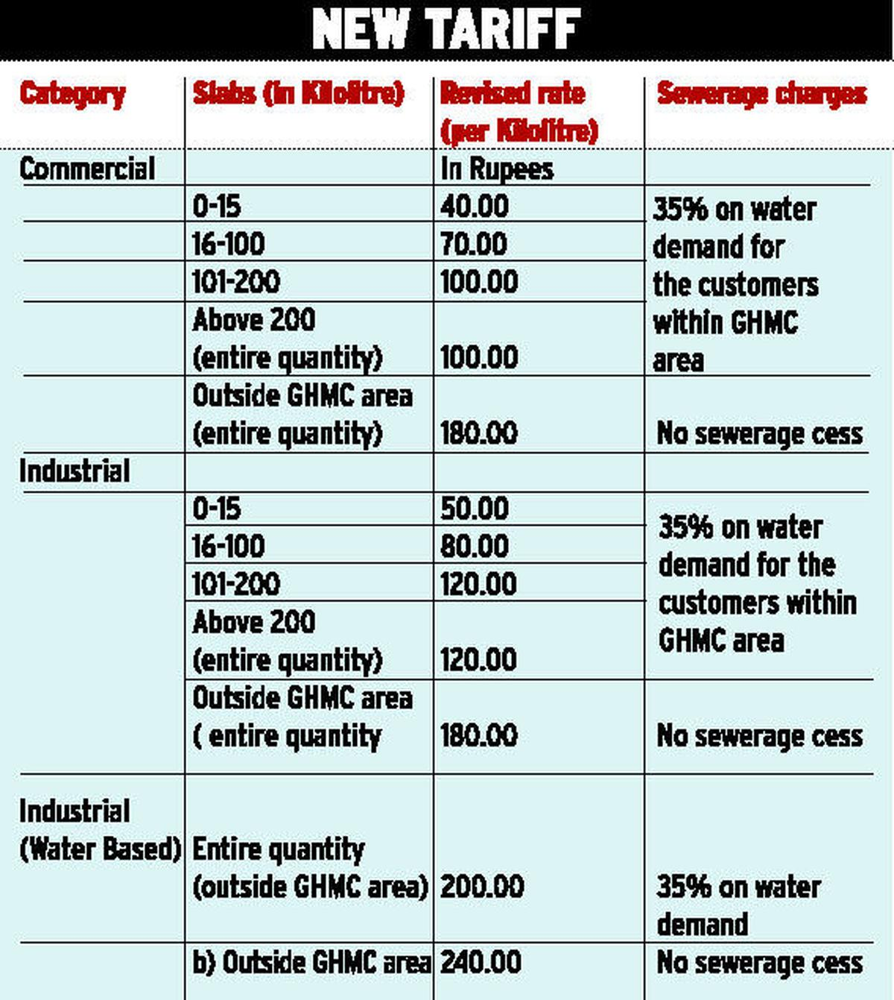 NEW TARIFF
Category Slabs (in Kilolitre) Revised rate (per Kilolitre) Sewerage charges
Commercial In Rupees
0-15 40.00 35% on water
16-100 70.00 demand for
101-200 100.00 the customers
Above 200 within GHMC
(entire quantity) 100.00 area
Outside GHMC area
(entire quantity) 180.00 No sewerage cess
Industrial
0-15 50.00 35% on water
16-100 80.00 demand for the
101-200 120.00 customers within
Above 200 GHMC area
(entire quantity) 120.00
Outside GHMC area
( entire quantity 180.00 No sewerage cess
Industrial
(Water Based) Entire quantity
(outside GHMC area) 200.00 35% on water
demand
b) Outside GHMC area 240.00 No sewerage cess